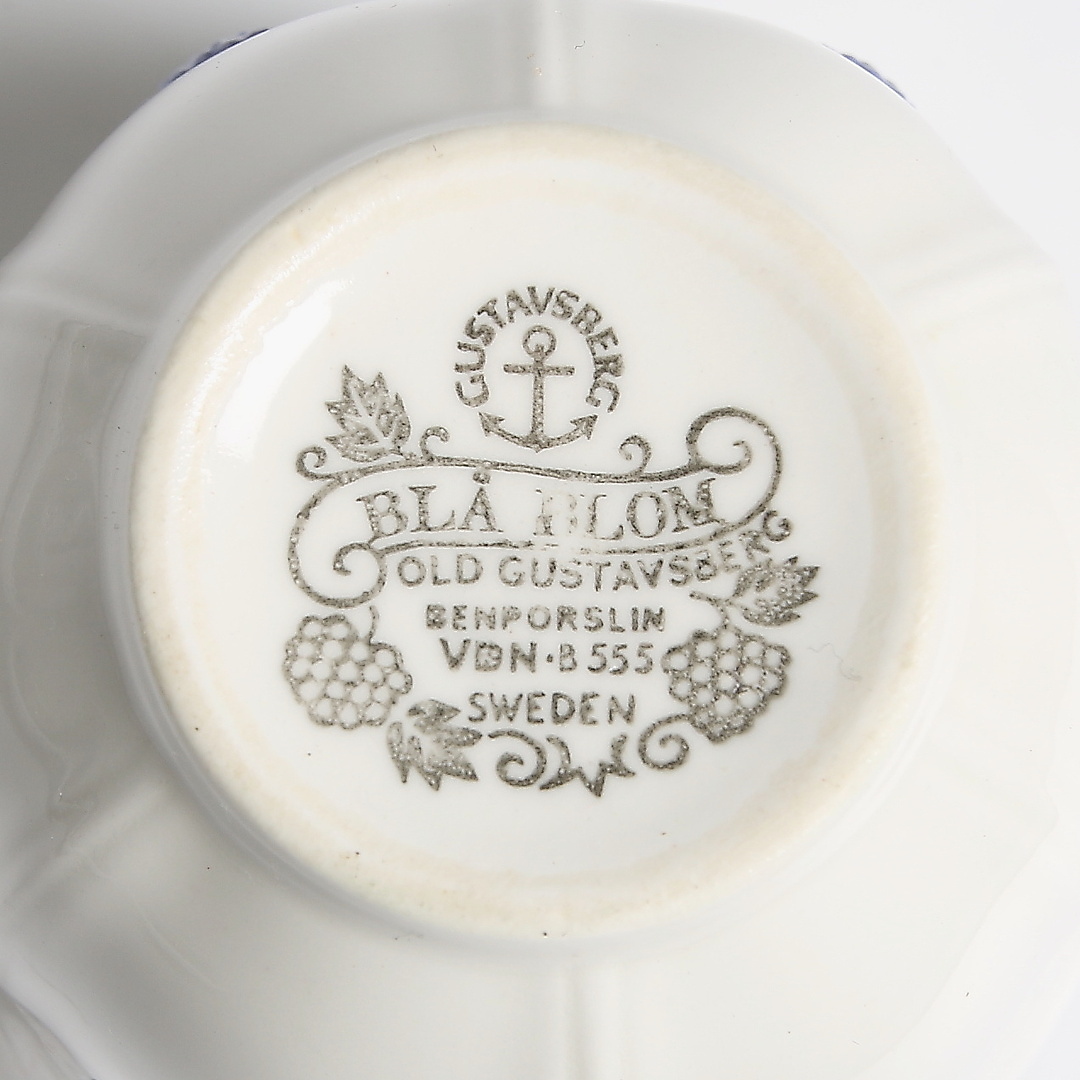 GUSTAVSBERG
BLÅ BLOM
OLD GUSTAVSBERG
BENPORSLIN
VDN·B 555
SWEDEN